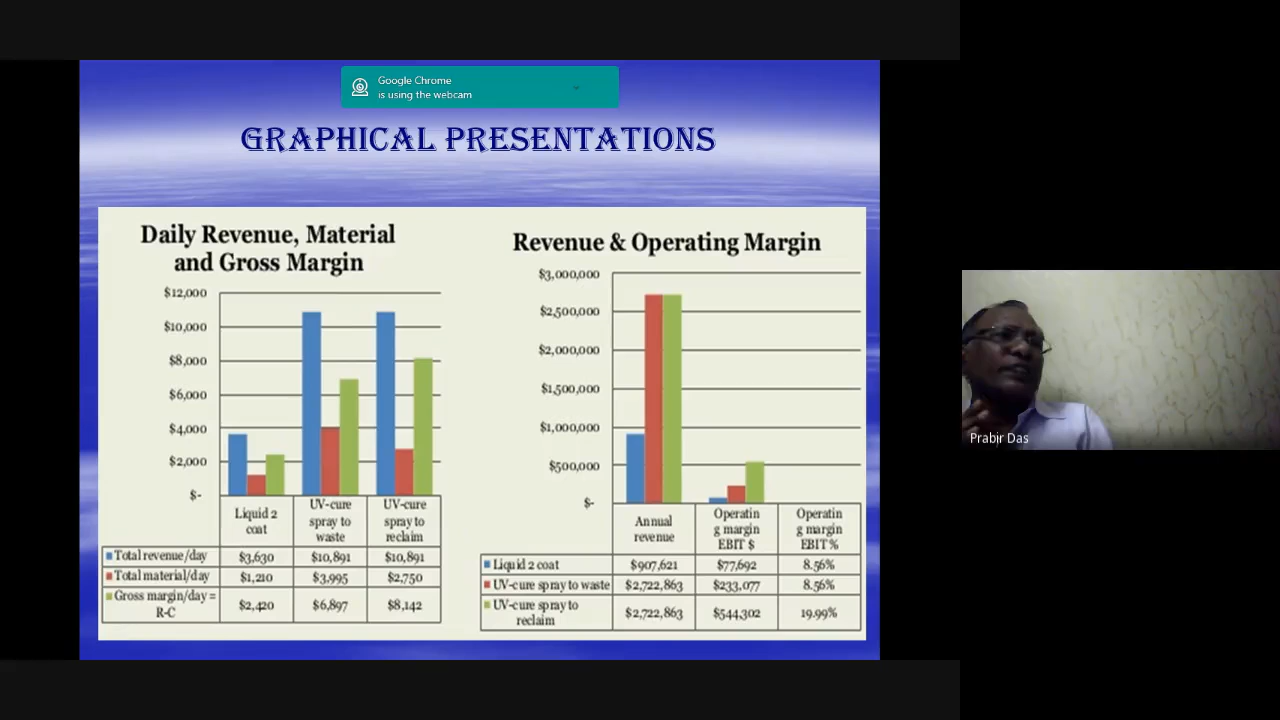 Google Chrome
is using the webcam
GRAPHICAL PRESENTATIONS
Daily Revenue, Material
and Gross Margin
$12,000
$10,000
$8,000
$6,000
$4,000
$2,000
$-
Liquid 2
coat
UV-cure
spray to
waste
UV-cure
spray to
reclaim
Total revenue/day $3,630 $10,891 $10,891
Total material/day $1,210 $3,995 $2,750
Gross margin/day =
R-C
$2,420 $6,897 $8,142
Revenue & Operating Margin
$3,000,000
$2,500,000
$2,000,000
$1,500,000
$1,000,000
$500,000
$-
Annual
revenue
Operatin
g margin
EBIT $
Operatin
g margin
EBIT %
Liquid 2 coat $907,621 $77,692 8.56%
UV-cure spray to waste $2,722,863 $233,077 8.56%
UV-cure spray to
reclaim
$2,722,863 $544,302 19.99%
Prabir Das